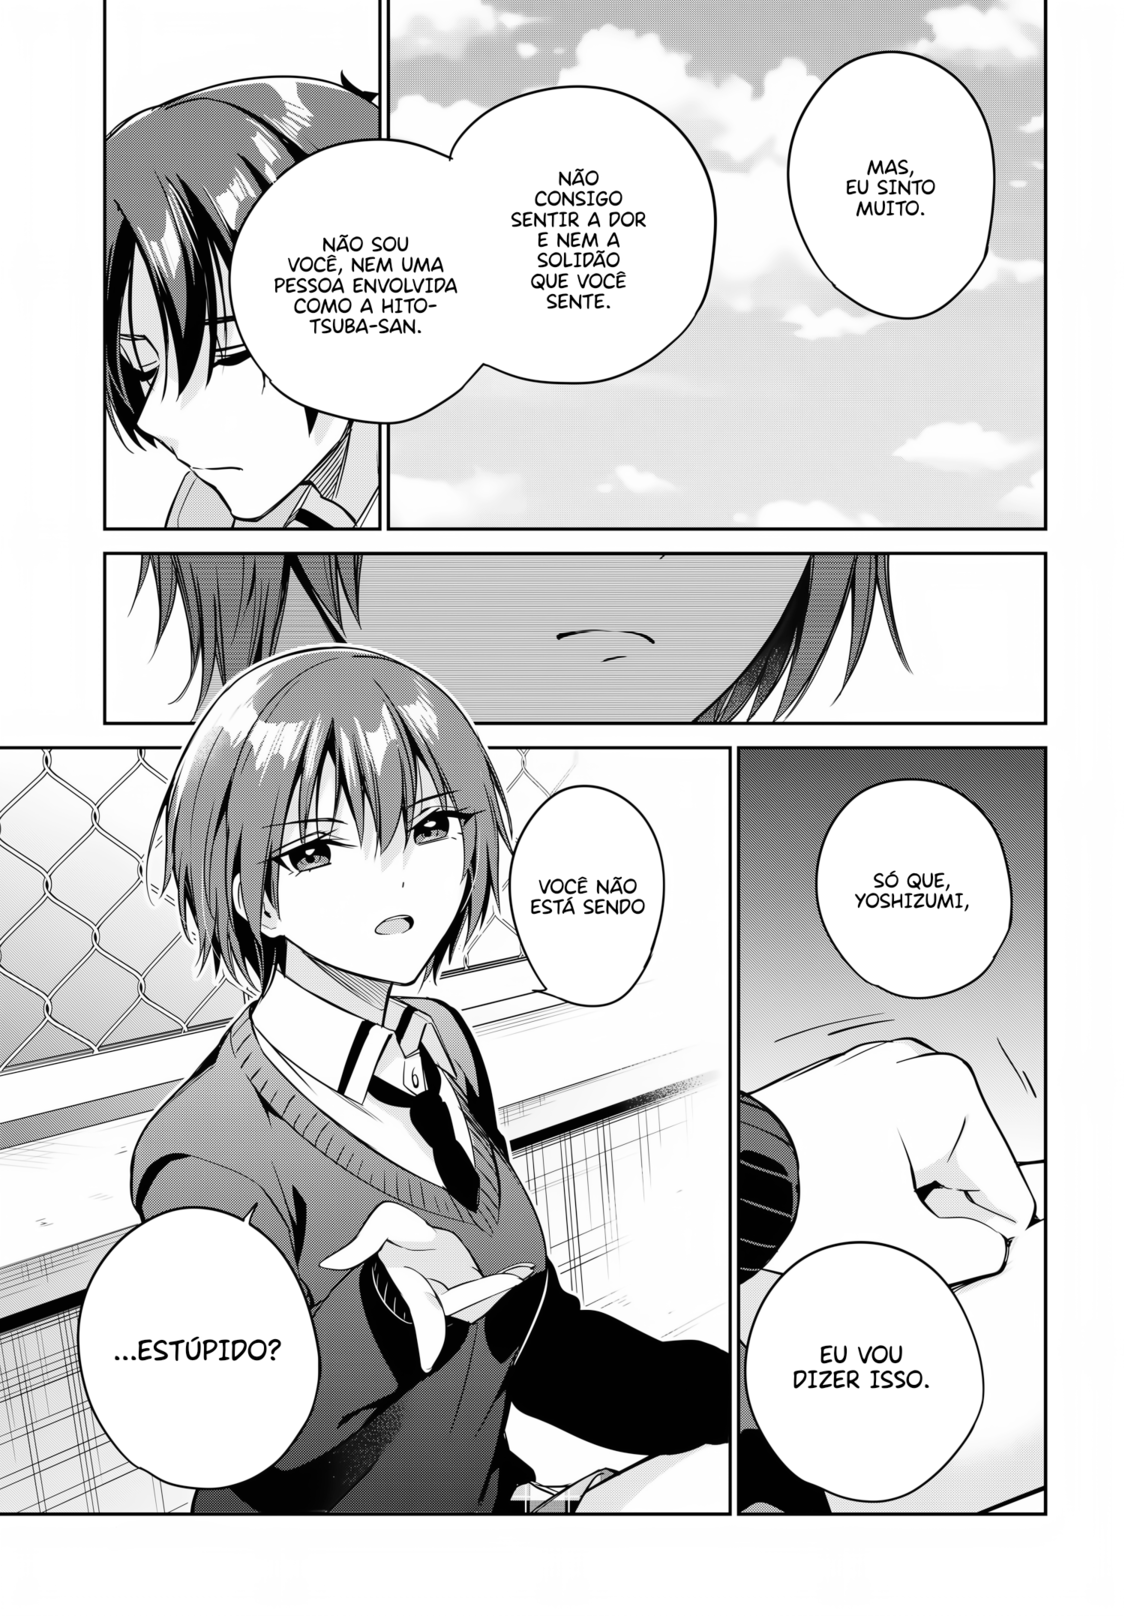 MAS,
EU SINTO
MUITO.
NÃO
CONSIGO
SENTIR A DOR
E NEM A
SOLIDÃO
QUE VOCÊ
SENTE.
NÃO SOU
VOCÊ, NEM UMA
PESSOA ENVOLVIDA
COMO A HITO-
TSUBA-SAN.
SÓ QUE,
YOSHIZUMI,
EU VOU
DIZER ISSO.
VOCÊ NÃO
ESTÁ SENDO
...ESTÚPIDO?